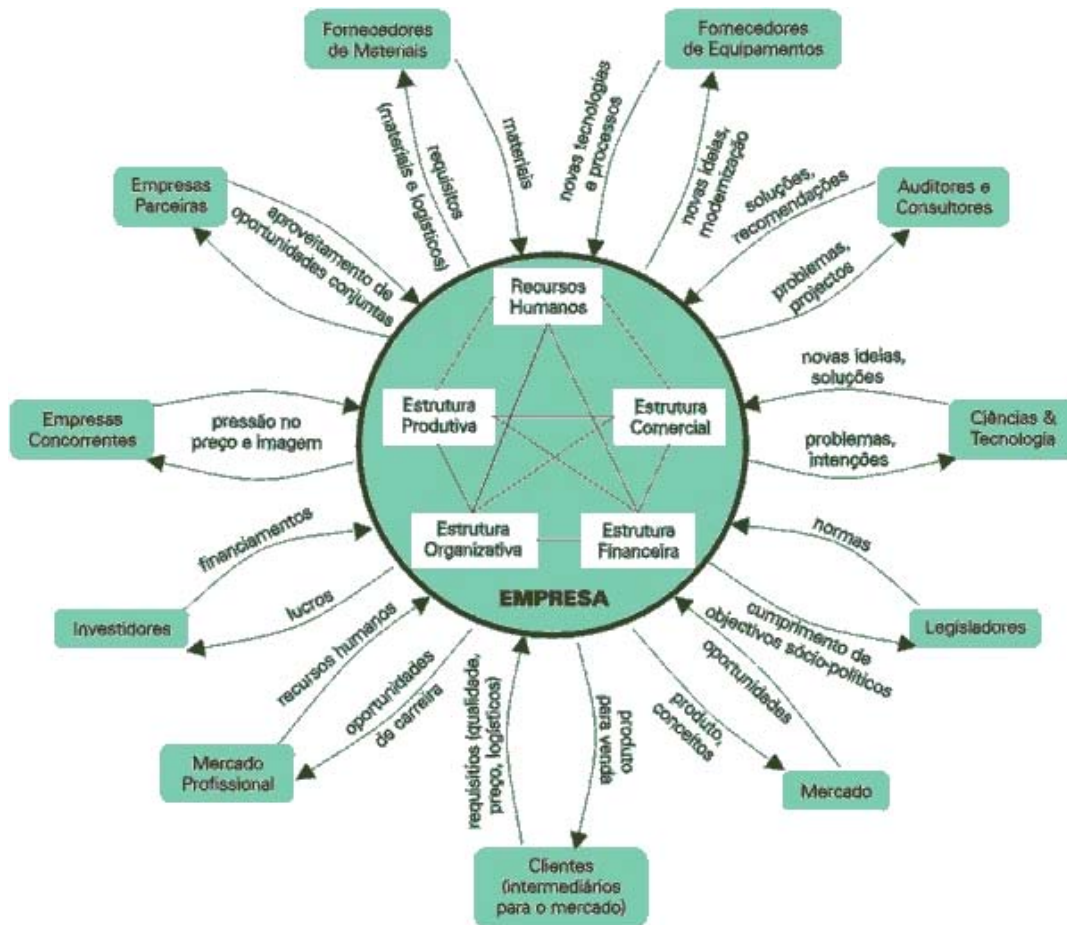 Fornecedores
de Materiais
Fornecedores
de Equipamentos
requisitos
(materiais e logísticos)
materiais
novas tecnologias
e processos
novas ideias,
modernização
Empresas
Parceiras
aproveitamento de
oportunidades conjuntas
soluções,
recomendações
problemas,
projectos
Auditores e
Consultores
Recursos
Humanos
Empresas
Concorrentes
pressão no
preço e imagem
Estrutura
Produtiva
Estrutura
Comercial
novas ideias,
soluções
problemas,
intenções
Ciências &
Tecnologia
Estrutura
Organizativa
Estrutura
Financeira
EMPRESA
financiamentos
lucros
Investidores
normas
cumprimento de
objectivos sócio-políticos
Legisladores
recursos humanos
oportunidades
de carreira
Mercado
Profissional
requisítios (qualidade,
preço, logísticos)
produto
para venda
Clientes
(intermediários
para o mercado)
produto,
conceitos
oportunidades
Mercado